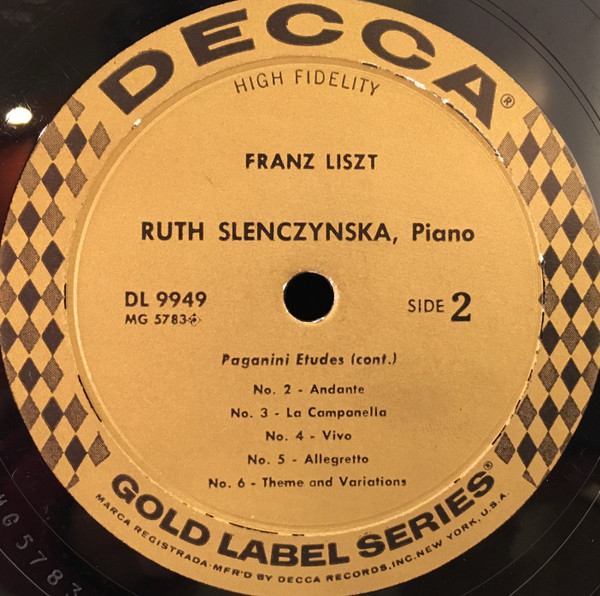 DECCA®
HIGH FIDELITY
FRANZ LISZT
RUTH SLENCZYNSKA, Piano
DL 9949
SIDE 2
MG 5783
Paganini Etudes (cont.)
No. 2 - Andante
No. 3 - La Campanella
No. 4 - Vivo
No. 5 - Allegretto
No. 6 - Theme and Variations
GOLD LABEL SERIES®
MARCA REGISTRADA·MFR'D BY DECCA RECORDS, INC. NEW YORK, U.S.A.
MG 5783